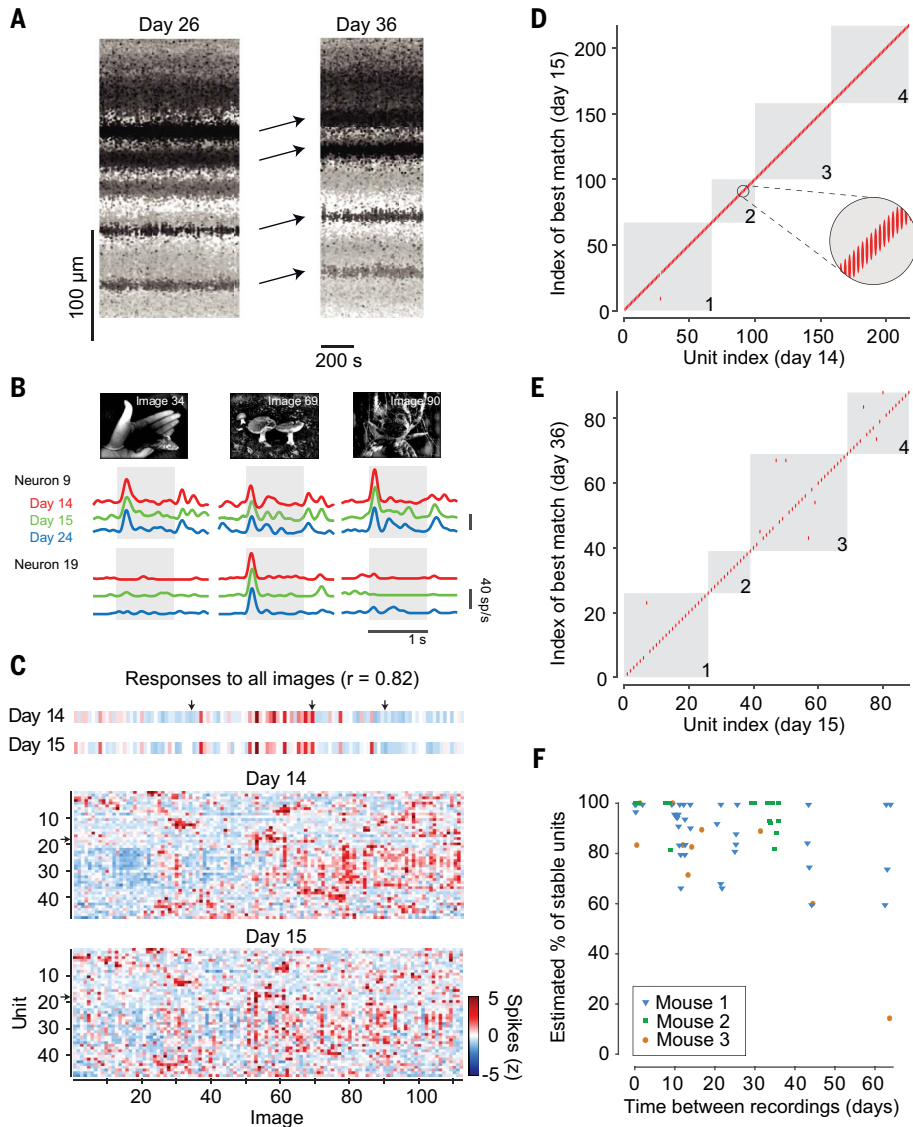 A
Day 26
Day 36
100 µm
200 s
B
Image 34
Image 69
Image 90
Neuron 9
Day 14
Day 15
Day 24
Neuron 19
40 sp/s
1 s
C
Responses to all images (r = 0.82)
Day 14
Day 15
Day 14
10
20
30
40
Day 15
10
20
30
40
Unit
20 40 60 80 100
Image
5
0
-5
Spikes (z)
D
Index of best match (day 15)
200
150
100
50
0
1
2
3
4
0 50 100 150 200
Unit index (day 14)
E
Index of best match (day 36)
80
60
40
20
0
1
2
3
4
0 20 40 60 80
Unit index (day 15)
F
Estimated % of stable units
100
80
60
40
20
0
Mouse 1
Mouse 2
Mouse 3
0 10 20 30 40 50 60
Time between recordings (days)